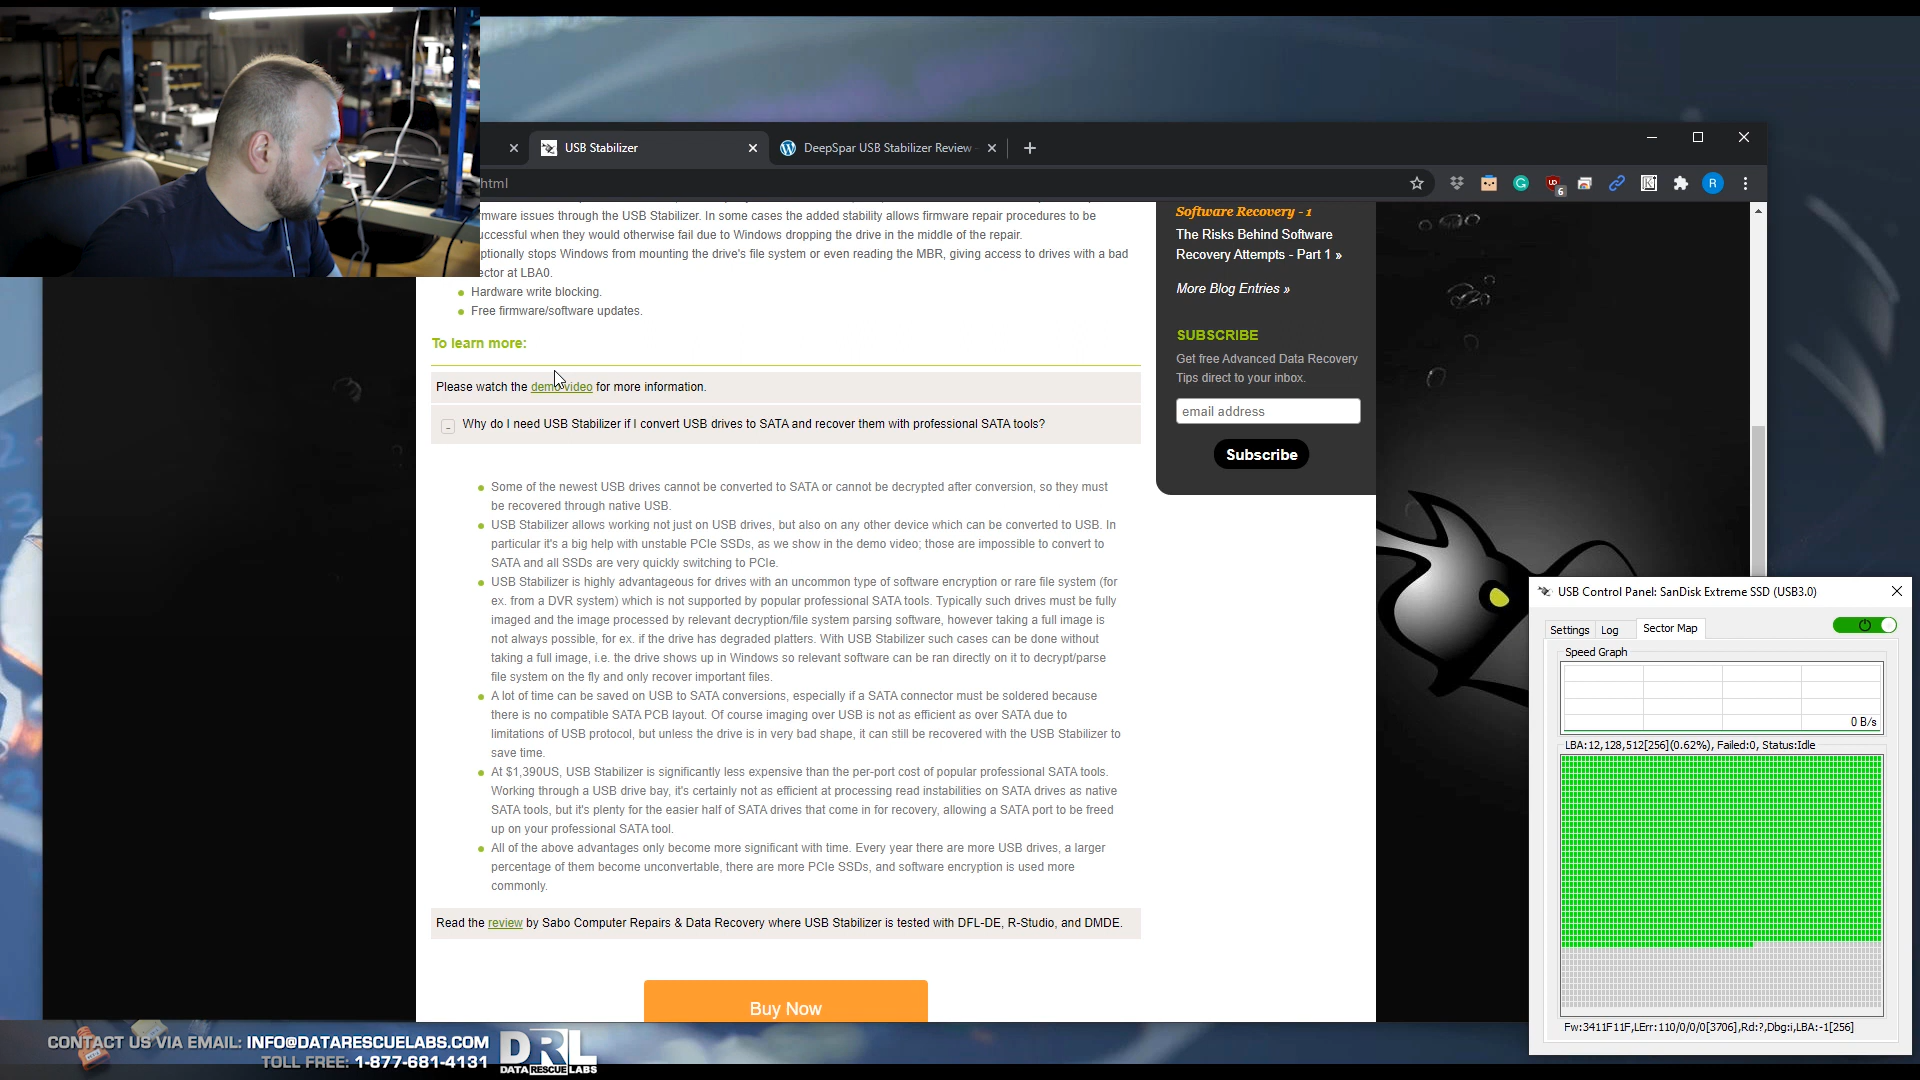 USB Stabilizer
DeepSpar USB Stabilizer Review
html
6
R
rmware issues through the USB Stabilizer. In some cases the added stability allows firmware repair procedures to be
uccessful when they would otherwise fail due to Windows dropping the drive in the middle of the repair.
ptionally stops Windows from mounting the drive's file system or even reading the MBR, giving access to drives with a bad
ector at LBA0.
Hardware write blocking.
Free firmware/software updates.
To learn more:
Please watch the demo video for more information.
- Why do I need USB Stabilizer if I convert USB drives to SATA and recover them with professional SATA tools?
Some of the newest USB drives cannot be converted to SATA or cannot be decrypted after conversion, so they must
be recovered through native USB.
USB Stabilizer allows working not just on USB drives, but also on any other device which can be converted to USB. In
particular it's a big help with unstable PCIe SSDs, as we show in the demo video; those are impossible to convert to
SATA and all SSDs are very quickly switching to PCIe.
USB Stabilizer is highly advantageous for drives with an uncommon type of software encryption or rare file system (for
ex. from a DVR system) which is not supported by popular professional SATA tools. Typically such drives must be fully
imaged and the image processed by relevant decryption/file system parsing software, however taking a full image is
not always possible, for ex. if the drive has degraded platters. With USB Stabilizer such cases can be done without
taking a full image, i.e. the drive shows up in Windows so relevant software can be ran directly on it to decrypt/parse
file system on the fly and only recover important files.
A lot of time can be saved on USB to SATA conversions, especially if a SATA connector must be soldered because
there is no compatible SATA PCB layout. Of course imaging over USB is not as efficient as over SATA due to
limitations of USB protocol, but unless the drive is in very bad shape, it can still be recovered with the USB Stabilizer to
save time.
At $1,390US, USB Stabilizer is significantly less expensive than the per-port cost of popular professional SATA tools.
Working through a USB drive bay, it's certainly not as efficient at processing read instabilities on SATA drives as native
SATA tools, but it's plenty for the easier half of SATA drives that come in for recovery, allowing a SATA port to be freed
up on your professional SATA tool.
All of the above advantages only become more significant with time. Every year there are more USB drives, a larger
percentage of them become unconvertable, there are more PCIe SSDs, and software encryption is used more
commonly.
Read the review by Sabo Computer Repairs & Data Recovery where USB Stabilizer is tested with DFL-DE, R-Studio, and DMDE.
Buy Now
Software Recovery - 1
The Risks Behind Software
Recovery Attempts - Part 1 »
More Blog Entries »
SUBSCRIBE
Get free Advanced Data Recovery
Tips direct to your inbox.
email address
Subscribe
USB Control Panel: SanDisk Extreme SSD (USB3.0)
Settings Log Sector Map
Speed Graph
0 B/s
LBA:12,128,512[256](0.62%), Failed:0, Status:Idle
Fw:3411F11F,LErr:110/0/0/0[3706],Rd:?,Dbg:i,LBA:-1[256]
CONTACT US VIA EMAIL: INFO@DATARESCUELABS.COM
TOLL FREE: 1-877-681-4131
DRL
DATA RESCUE LABS